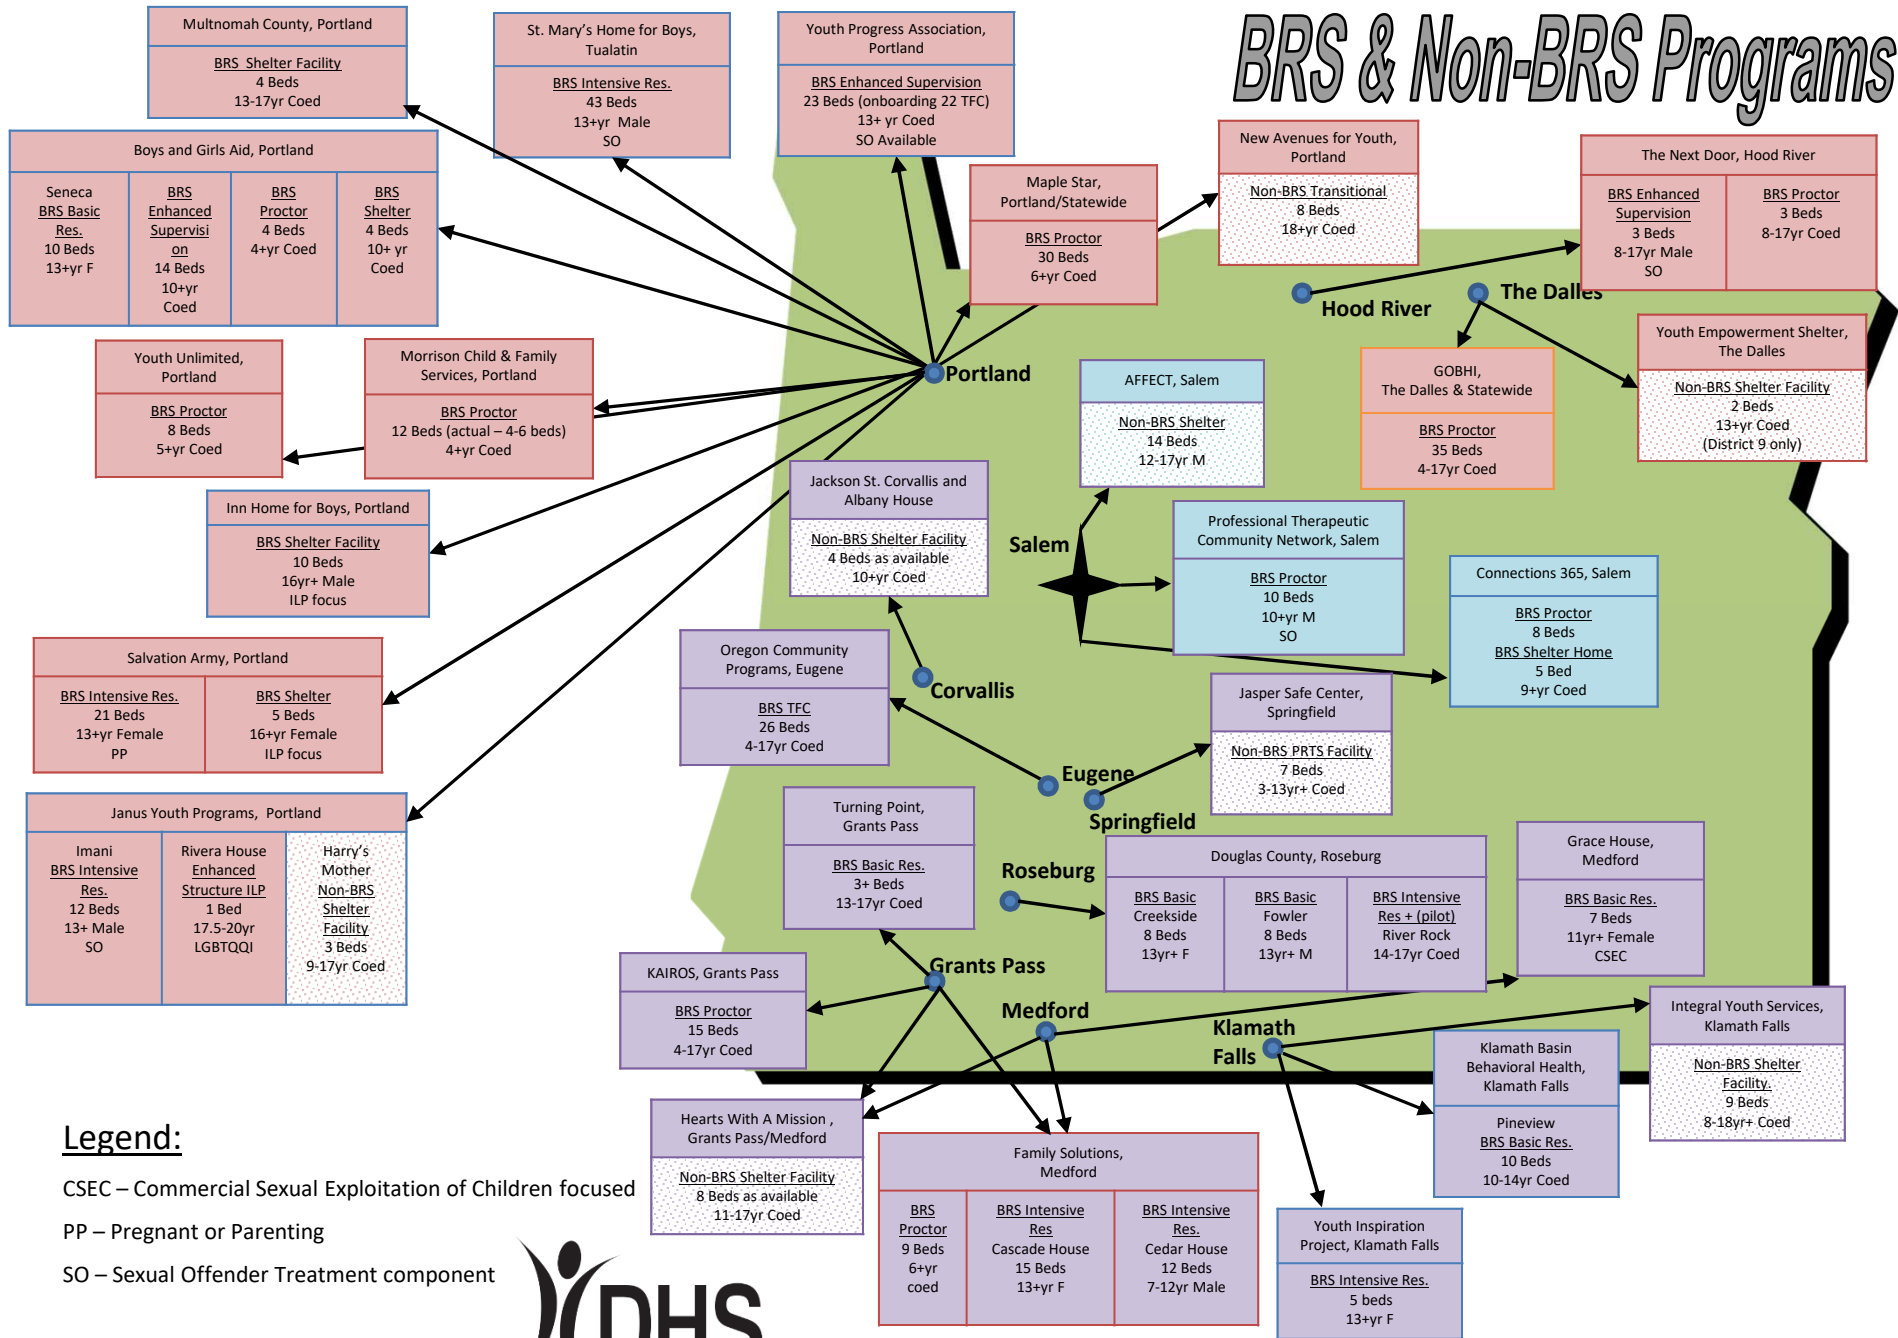 BRS & Non-BRS Programs
Multnomah County, Portland
BRS  Shelter Facility
4 Beds
13-17yr Coed
St. Mary's Home for Boys,
Tualatin
BRS Intensive Res.
43 Beds
13+yr  Male
SO
Youth Progress Association,
Portland
BRS Enhanced Supervision
23 Beds (onboarding 22 TFC)
13+ yr Coed
SO Available
Boys and Girls Aid, Portland
Seneca
BRS Basic
Res.
10 Beds
13+yr F
BRS
Enhanced
Supervisi
on
14 Beds
10+yr
Coed
BRS
Proctor
4 Beds
4+yr Coed
BRS
Shelter
4 Beds
10+ yr
Coed
Maple Star,
Portland/Statewide
BRS Proctor
30 Beds
6+yr Coed
New Avenues for Youth,
Portland
Non-BRS Transitional
8 Beds
18+yr Coed
The Next Door, Hood River
BRS Enhanced
Supervision
3 Beds
8-17yr Male
SO
BRS Proctor
3 Beds
8-17yr Coed
Hood River
The Dalles
Youth Empowerment Shelter,
The Dalles
Non-BRS Shelter Facility
2 Beds
13+yr Coed
(District 9 only)
GOBHI,
The Dalles & Statewide
BRS Proctor
35 Beds
4-17yr Coed
Youth Unlimited,
Portland
BRS Proctor
8 Beds
5+yr Coed
Morrison Child & Family
Services, Portland
BRS Proctor
12 Beds (actual – 4-6 beds)
4+yr Coed
Portland
AFFECT, Salem
Non-BRS Shelter
14 Beds
12-17yr M
Jackson St. Corvallis and
Albany House
Non-BRS Shelter Facility
4 Beds as available
10+yr Coed
Inn Home for Boys, Portland
BRS Shelter Facility
10 Beds
16yr+ Male
ILP focus
Salem
Professional Therapeutic
Community Network, Salem
BRS Proctor
10 Beds
10+yr M
SO
Connections 365, Salem
BRS Proctor
8 Beds
BRS Shelter Home
5 Bed
9+yr Coed
Salvation Army, Portland
BRS Intensive Res.
21 Beds
13+yr Female
PP
BRS Shelter
5 Beds
16+yr Female
ILP focus
Oregon Community
Programs, Eugene
BRS TFC
26 Beds
4-17yr Coed
Corvallis
Jasper Safe Center,
Springfield
Non-BRS PRTS Facility
7 Beds
3-13yr+ Coed
Eugene
Springfield
Janus Youth Programs,  Portland
Imani
BRS Intensive
Res.
12 Beds
13+ Male
SO
Rivera House
Enhanced
Structure ILP
1 Bed
17.5-20yr
LGBTQQI
Harry's
Mother
Non-BRS
Shelter
Facility
3 Beds
9-17yr Coed
Turning Point,
Grants Pass
BRS Basic Res.
3+ Beds
13-17yr Coed
Roseburg
Douglas County, Roseburg
BRS Basic
Creekside
8 Beds
13yr+ F
BRS Basic
Fowler
8 Beds
13yr+ M
BRS Intensive
Res + (pilot)
River Rock
14-17yr Coed
Grace House,
Medford
BRS Basic Res.
7 Beds
11yr+ Female
CSEC
KAIROS, Grants Pass
BRS Proctor
15 Beds
4-17yr Coed
Grants Pass
Medford
Klamath
Falls
Integral Youth Services,
Klamath Falls
Non-BRS Shelter
Facility.
9 Beds
8-18yr+ Coed
Klamath Basin
Behavioral Health,
Klamath Falls
Pineview
BRS Basic Res.
10 Beds
10-14yr Coed
Hearts With A Mission ,
Grants Pass/Medford
Non-BRS Shelter Facility
8 Beds as available
11-17yr Coed
Family Solutions,
Medford
BRS
Proctor
9 Beds
6+yr
coed
BRS Intensive
Res
Cascade House
15 Beds
13+yr F
BRS Intensive
Res.
Cedar House
12 Beds
7-12yr Male
Youth Inspiration
Project, Klamath Falls
BRS Intensive Res.
5 beds
13+yr F
Legend:
CSEC – Commercial Sexual Exploitation of Children focused
PP – Pregnant or Parenting
SO – Sexual Offender Treatment component
DHS